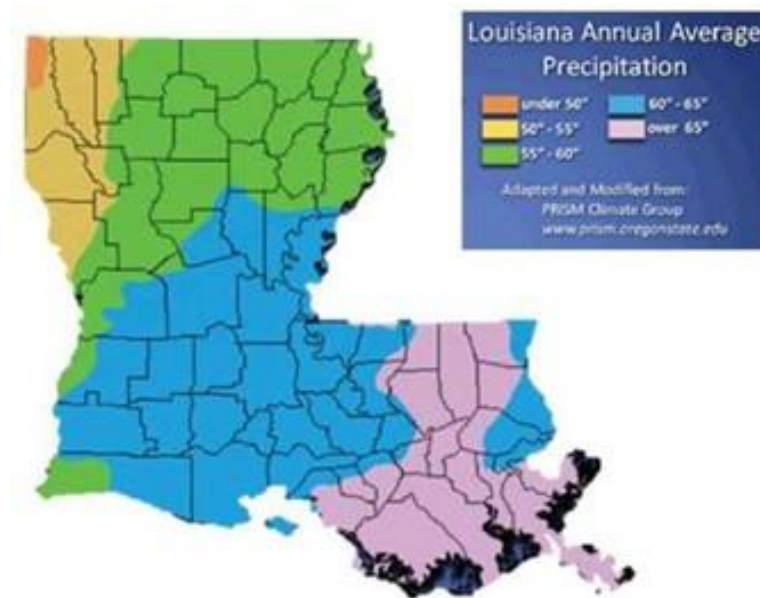 Louisiana Annual Average
Precipitation
under 50"
60" - 65"
50" - 55"
over 65"
55" - 60"
Adapted and Modified from:
PRISM Climate Group
www.prism.oregonstate.edu